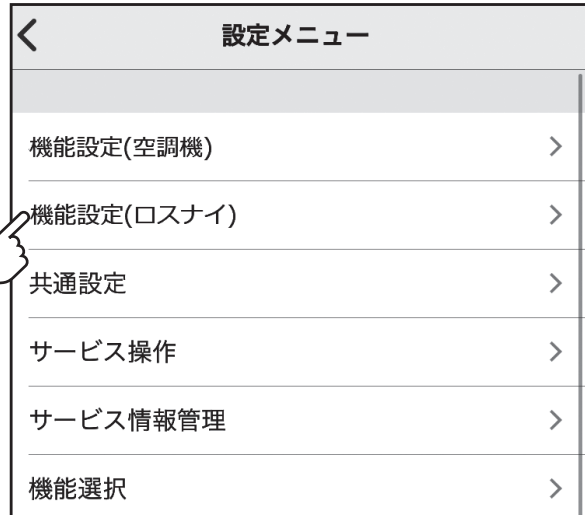 設定メニュー
機能設定(空調機)
機能設定(ロスナイ)
共通設定
サービス操作
サービス情報管理
機能選択